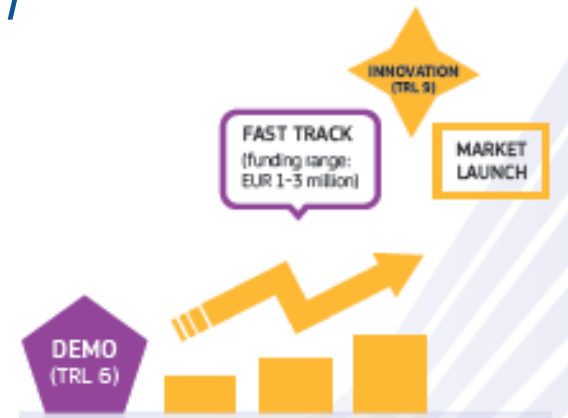 INNOVATION
(TRL 9)
FAST TRACK
(funding range:
EUR 1-3 million)
MARKET
LAUNCH
DEMO
(TRL 6)